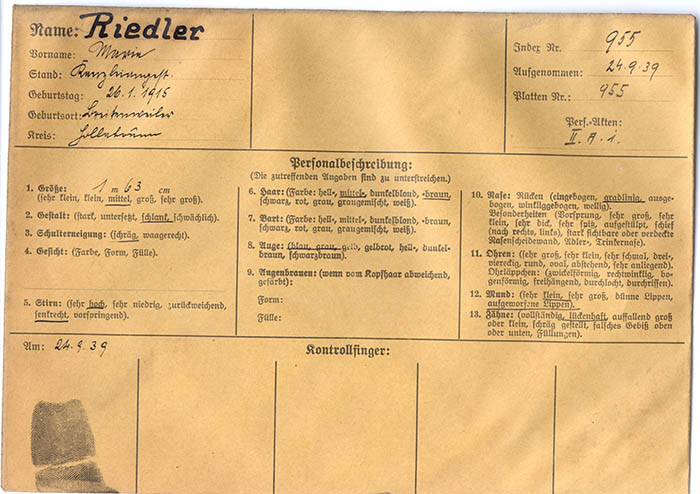 Name: Riedler
Vorname: Marie
Stand: Kanzleiangest.
Geburtstag: 26.1.1915
Geburtsort:
Kreis: Hollabrunn
Index Nr. 955
Aufgenommen: 24.9.39
Platten Nr.: 955
Pers.-Akten:
II. A. 1.
Personalbeschreibung:
(Die zutreffenden Angaben sind zu unterstreichen.)
1. Größe: 1 m 63 cm
(sehr klein, klein, mittel, groß, sehr groß).
2. Gestalt: (stark, untersetzt, schlank, schwächlich).
3. Schulterneigung: (schräg, waagerecht).
4. Gesicht: (Farbe, Form, Fülle).
5. Stirn: (sehr hoch, sehr niedrig, zurückweichend,
senkrecht, vorspringend).
6. Haar: (Farbe: hell-, mittel-, dunkelblond, -braun,
schwarz, rot, grau, graugemischt, weiß).
7. Bart: (Farbe: hell-, mittel-, dunkelblond, -braun,
schwarz, rot, grau, graugemischt, weiß).
8. Auge: (blau, grau, gelb, gelbrot, hell-, dunkel-
braun, schwarzbraun).
9. Augenbrauen: (wenn vom Kopfhaar abweichend,
gefärbt):
Form:
Fülle:
10. Nase: Rücken (eingebogen, gradlinig, ausge-
bogen, winkliggebogen, wellig).
Besonderheiten (Vorsprung, sehr groß, sehr
klein, sehr dick, sehr spitz, aufgestülpt, schief
(nach rechts, links), stark sichtbare oder verdeckte
Nasenscheidewand, Adler-, Trinkernase).
11. Ohren: (sehr groß, sehr klein, sehr schmal, drei-,
viereckig, rund, oval, abstehend, sehr anliegend).
Ohrläppchen: (zwickelförmig, rechtwinklig, bo-
genförmig, freihängend, durchlocht, durchrissen).
12. Mund: (sehr klein, sehr groß, dünne Lippen,
aufgeworfene Lippen).
13. Zähne: (vollständig, lückenhaft, auffallend groß
oder klein, schräg gestellt, falsches Gebiß oben
oder unten, Füllungen).
Am: 24.9.39
Kontrollfinger: